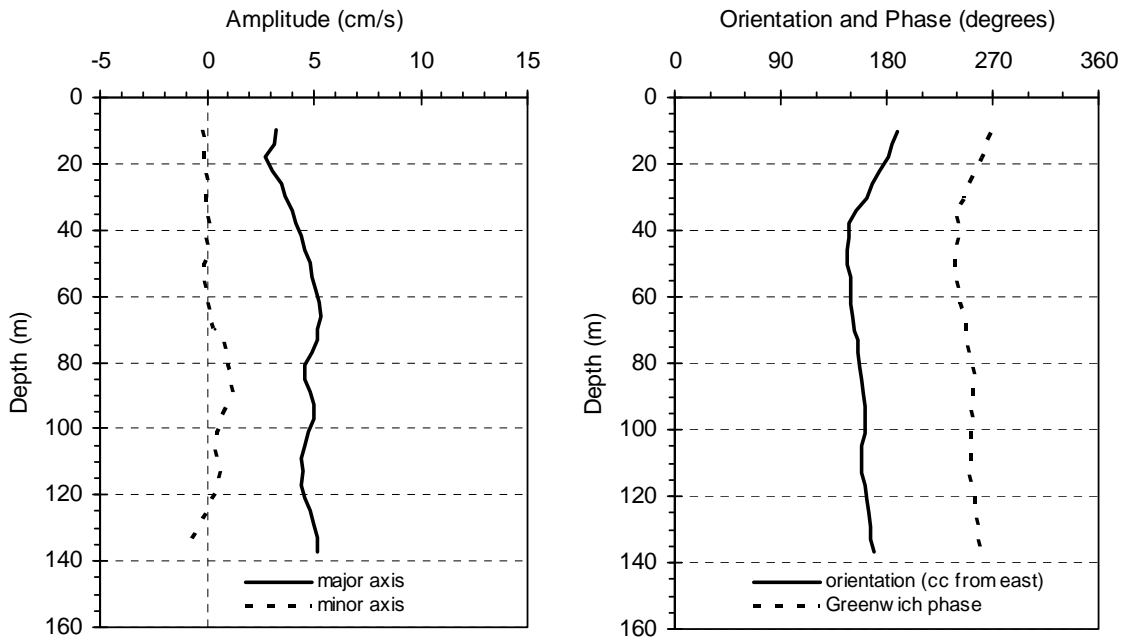 Amplitude (cm/s)
-5 0 5 10 15
0
20
40
60
80
100
120
140
160
Depth (m)
major axis
minor axis
Orientation and Phase (degrees)
0 90 180 270 360
0
20
40
60
80
100
120
140
160
Depth (m)
orientation (cc from east)
Greenwich phase